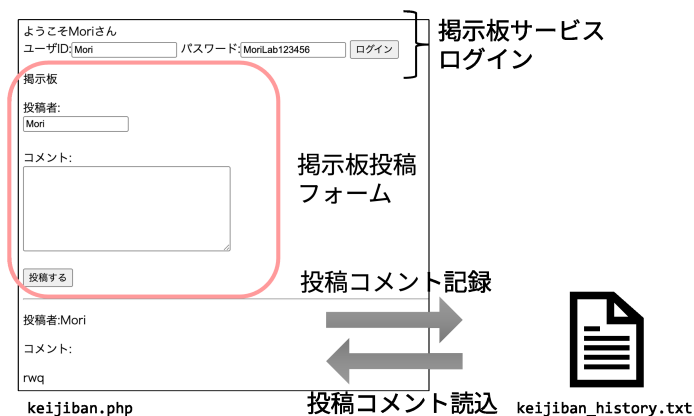 ようこそMoriさん
ユーザID: Mori パスワード: MoriLab123456 ログイン
掲示板サービス
ログイン
掲示板
投稿者:
Mori
コメント:
掲示板投稿
フォーム
投稿する
投稿コメント記録
投稿者:Mori
コメント:
rwq
投稿コメント読込
keijiban.php
keijiban_history.txt